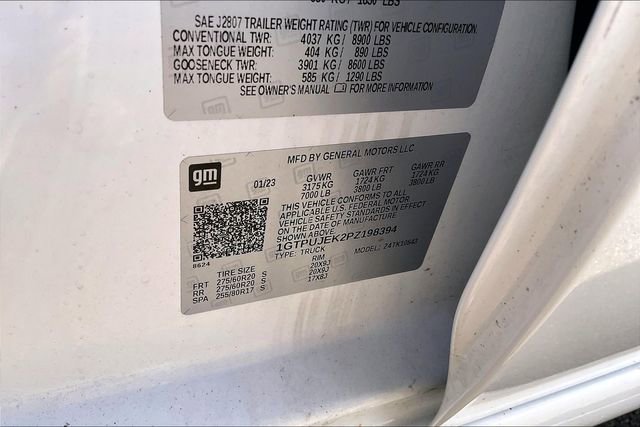 KG / 1850 LBS
SAE J2807 TRAILER WEIGHT RATING (TWR) FOR VEHICLE CONFIGURATION
CONVENTIONAL TWR: 4037 KG / 8900 LBS
MAX TONGUE WEIGHT: 404 KG / 890 LBS
GOOSENECK TWR: 3901 KG / 8600 LBS
MAX TONGUE WEIGHT: 585 KG / 1290 LBS
SEE OWNER'S MANUAL FOR MORE INFORMATION
gm
MFD BY GENERAL MOTORS LLC
01/23 GVWR GAWR FRT GAWR RR
3175 KG 1724 KG 1724 KG
7000 LB 3800 LB 3800 LB
THIS VEHICLE CONFORMS TO ALL
APPLICABLE U.S. FEDERAL MOTOR
VEHICLE SAFETY STANDARDS IN EFFECT
ON THE DATE OF MANUFACTURE
SHOWN ABOVE
1GTPUJEK2PZ198394
TYPE: TRUCK MODEL: Z4TK10543
8624
TIRE SIZE RIM
FRT 275/60R20 S 20X9J
RR 275/60R20 S 20X9J
SPA 255/80R17 S 17X8J